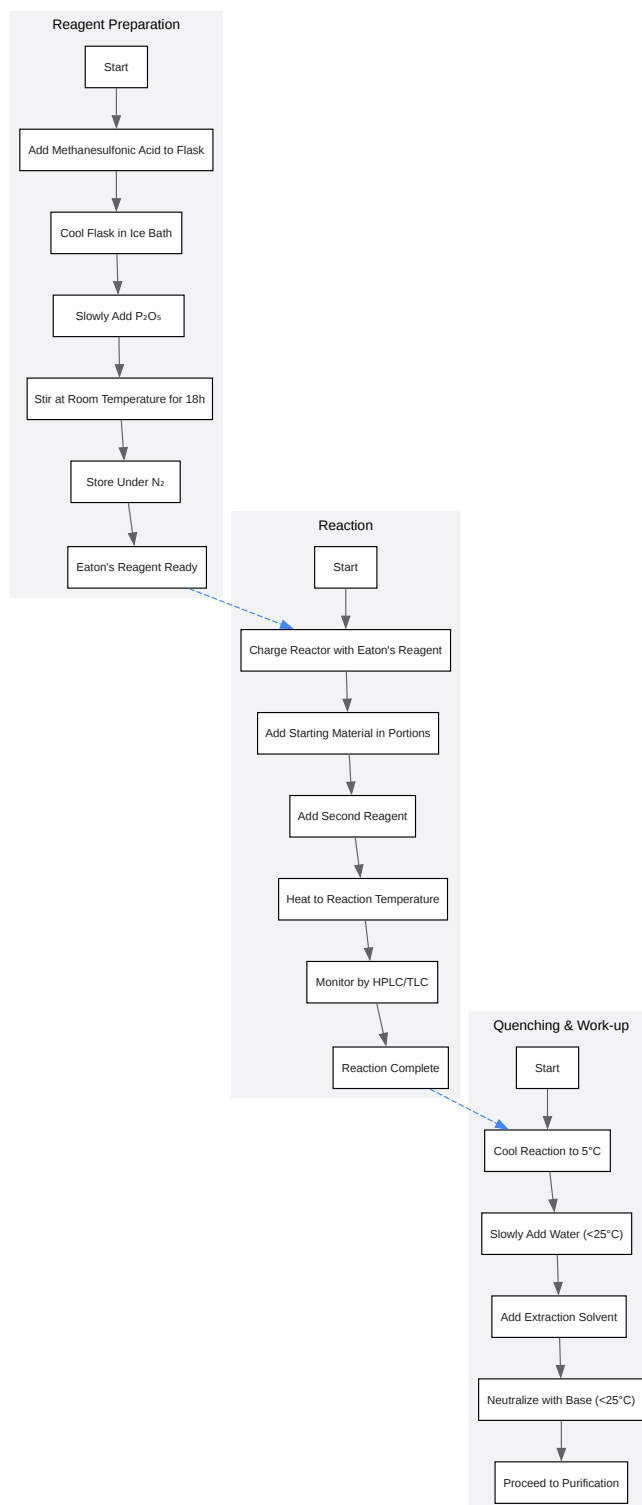 Reagent Preparation
Start
Add Methanesulfonic Acid to Flask
Cool Flask in Ice Bath
Slowly Add P₂O₅
Stir at Room Temperature for 18h
Store Under N₂
Eaton's Reagent Ready
Reaction
Start
Charge Reactor with Eaton's Reagent
Add Starting Material in Portions
Add Second Reagent
Heat to Reaction Temperature
Monitor by HPLC/TLC
Reaction Complete
Quenching & Work-up
Start
Cool Reaction to 5°C
Slowly Add Water (<25°C)
Add Extraction Solvent
Neutralize with Base (<25°C)
Proceed to Purification